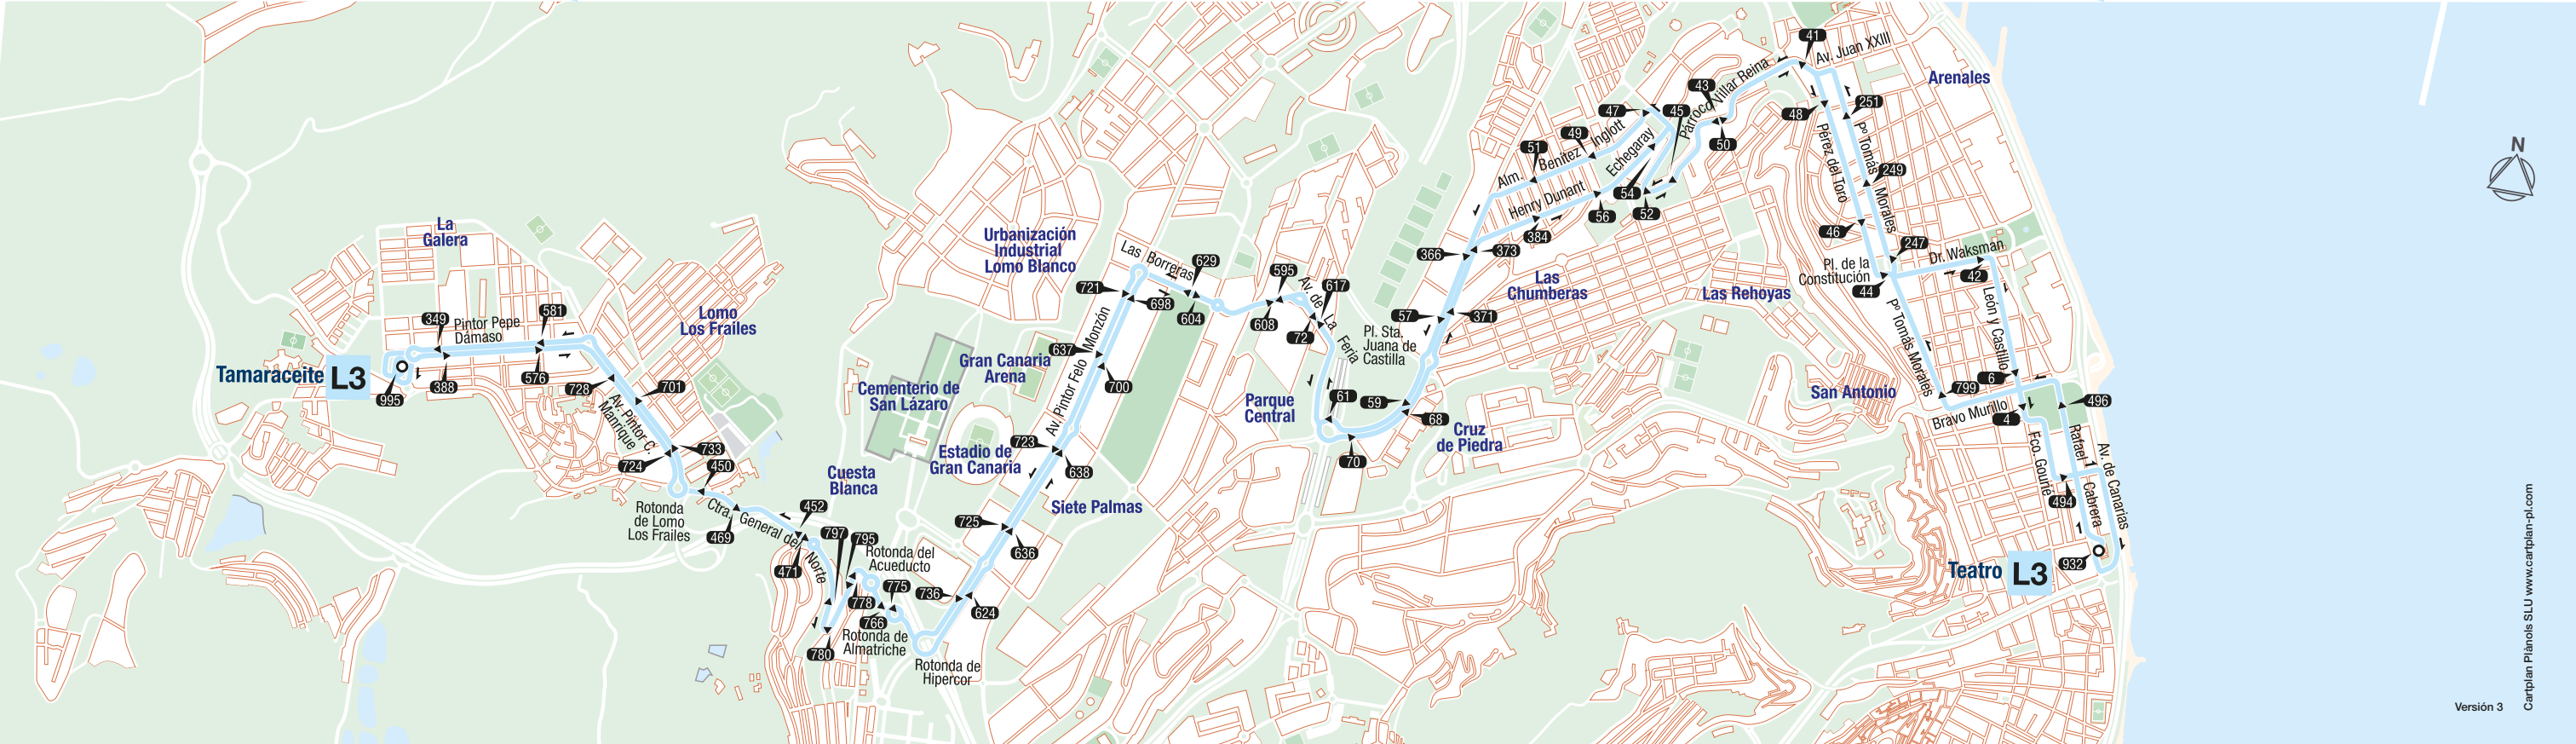 La
Galera
349
Pintor Pepe
Dámaso
581
Lomo
Los Frailes
Tamaraceite
L3
995
388
576
728
701
Av. Pintor C.
Manrique
724
733
450
Rotonda
de Lomo
Los Frailes
Ctra. General del Norte
469
452
471
797
795
Rotonda del
Acueducto
775
778
766
Rotonda de
Almatriche
780
736
624
Rotonda de
Hipercor
Cuesta
Blanca
Cementerio de
San Lázaro
Gran Canaria
Arena
Estadio de
Gran Canaria
Urbanización
Industrial
Lomo Blanco
Siete Palmas
725
636
723
638
Av. Pintor Felo Monzón
637
700
721
698
Las Borreras
629
604
595
608
Av. de La Feria
617
72
Pl. Sta.
Juana de
Castilla
Parque
Central
61
70
59
68
Cruz
de Piedra
57
371
366
373
Las
Chumberas
384
56
Henry Dunant
Alm. Benítez Inglott
51
49
47
Echegaray
54
52
45
43
50
Párroco Villar Reina
41
Av. Juan XXIII
Arenales
48
251
Pérez del Toro
Pº Tomás Morales
249
46
247
Pl. de la
Constitución
44
Dr. Waksman
42
Las Rehoyas
León y Castillo
Pº Tomás Morales
San Antonio
799
6
Bravo Murillo
4
496
Fco. Gourié
Rafael Cabrera
Av. de Canarias
494
932
Teatro
L3
N
Versión 3
Cartplan Plànols SLU www.cartplan-pl.com